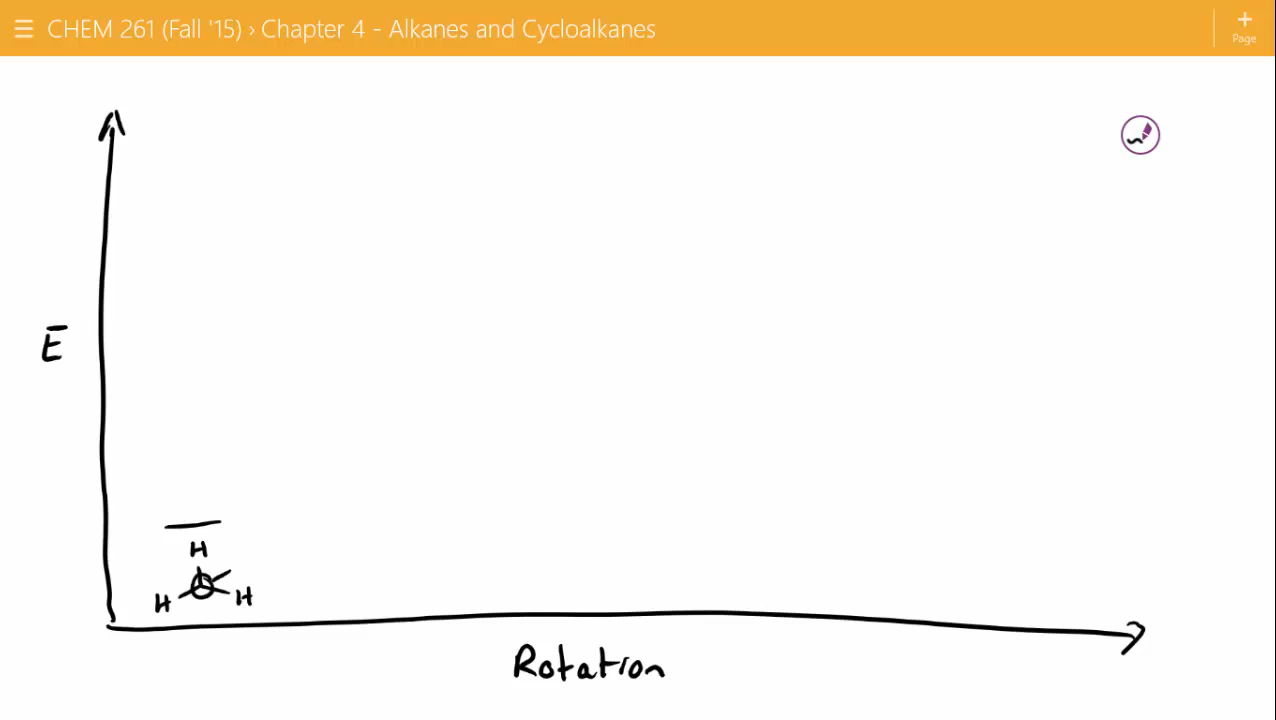 CHEM 261 (Fall '15) › Chapter 4 - Alkanes and Cycloalkanes
Page
E
H
H H
Rotation